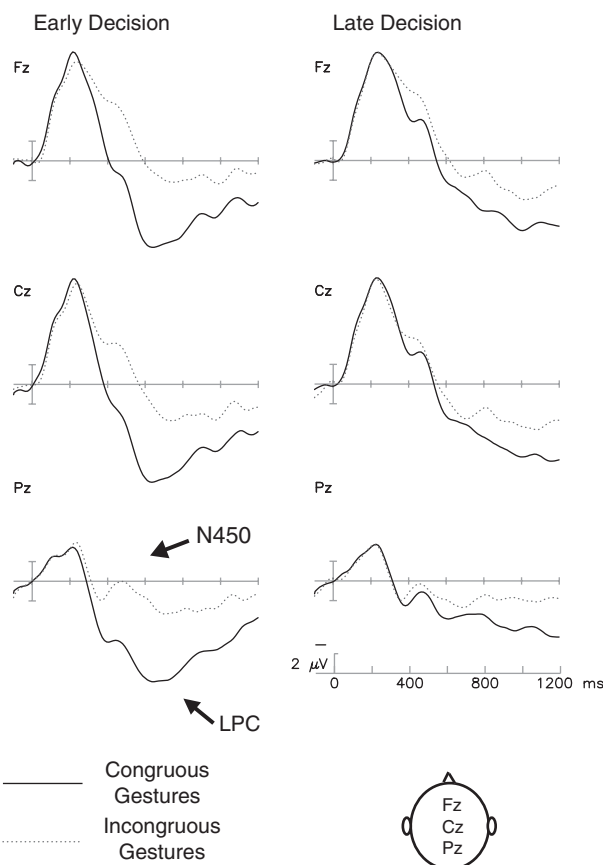 Early Decision
Late Decision
Fz
Fz
Cz
Cz
Pz
Pz
N450
LPC
2 µV
0 400 800 1200 ms
Congruous
Gestures
Incongruous
Gestures
Fz
Cz
Pz